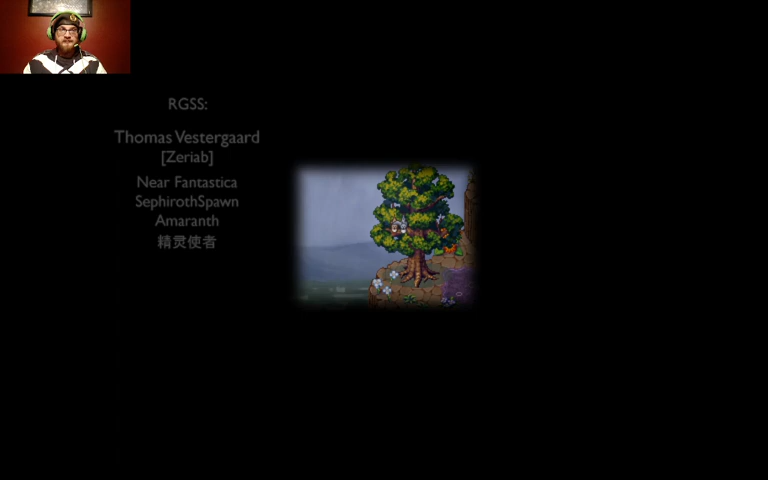 RGSS:
Thomas Vestergaard
[Zeriab]
Near Fantastica
SephirothSpawn
Amaranth
精灵使者